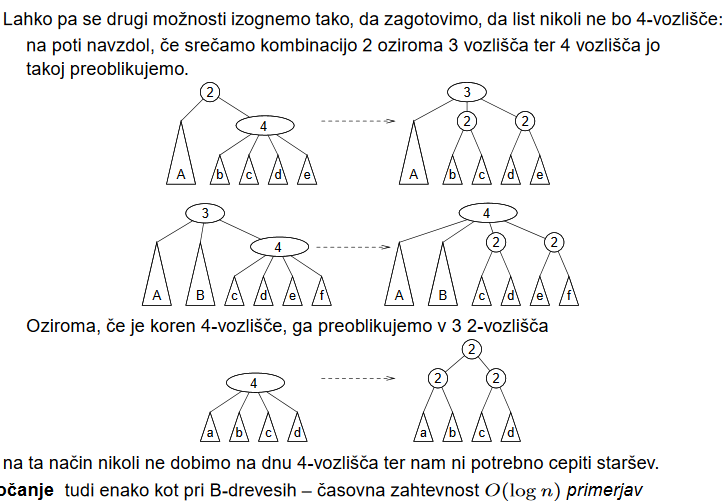 Lahko pa se drugi možnosti izognemo tako, da zagotovimo, da list nikoli ne bo 4-vozlišče:
na poti navzdol, če srečamo kombinacijo 2 oziroma 3 vozlišča ter 4 vozlišča jo
takoj preoblikujemo.
2 3
4 2 2
A b c d e A b c d e
3 4
4 2 2
A B c d e f A B c d e f
Oziroma, če je koren 4-vozlišče, ga preoblikujemo v 3 2-vozlišča
2
4 2 2
a b c d a b c d
na ta način nikoli ne dobimo na dnu 4-vozlišča ter nam ni potrebno cepiti staršev.
očanje tudi enako kot pri B-drevesih – časovna zahtevnost O(log n) primerjav